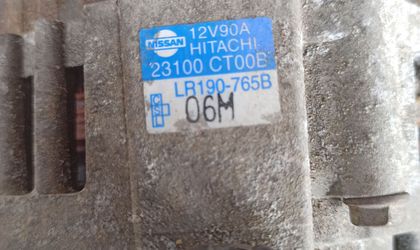 NISSAN
12V90A
HITACHI
23100 CT00B
LR190-765B
C
S L
L
06M